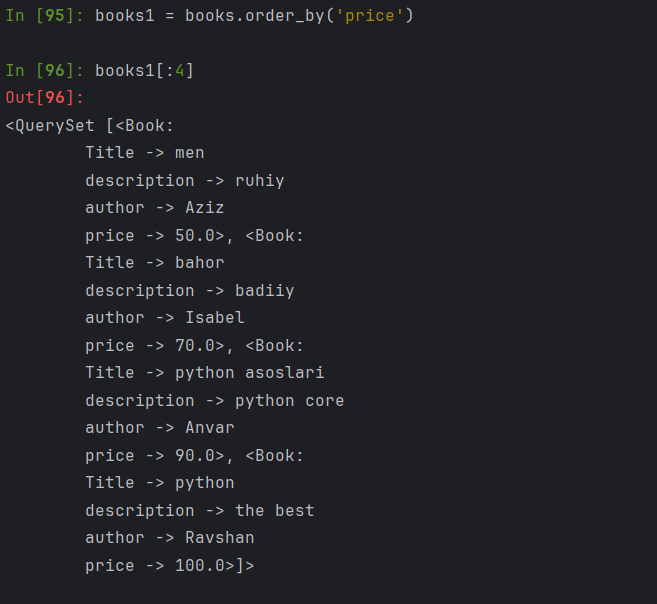 In [95]: books1 = books.order_by('price')
In [96]: books1[:4]
Out[96]:
<QuerySet [<Book:
Title -> men
description -> ruhiy
author -> Aziz
price -> 50.0>, <Book:
Title -> bahor
description -> badiiy
author -> Isabel
price -> 70.0>, <Book:
Title -> python asoslari
description -> python core
author -> Anvar
price -> 90.0>, <Book:
Title -> python
description -> the best
author -> Ravshan
price -> 100.0>]>